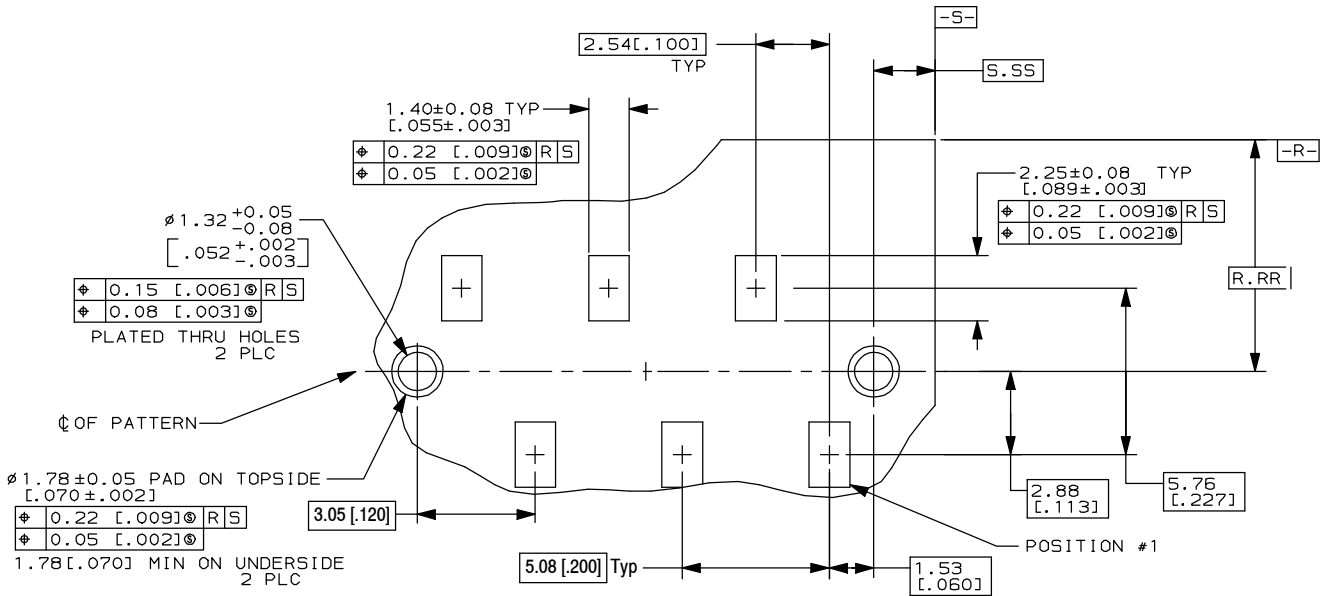 -S-
2.54[.100]
TYP
S.SS
1.40±0.08 TYP
[.055±.003]
⌖ 0.22 [.009]Ⓢ R S
⌖ 0.05 [.002]Ⓢ
-R-
2.25±0.08 TYP
[.089±.003]
⌖ 0.22 [.009]Ⓢ R S
⌖ 0.05 [.002]Ⓢ
ø1.32 +0.05
-0.08
[.052 +.002
-.003]
⌖ 0.15 [.006]Ⓢ R S
⌖ 0.08 [.003]Ⓢ
PLATED THRU HOLES
2 PLC
R.RR
℄ OF PATTERN
ø1.78±0.05 PAD ON TOPSIDE
[.070±.002]
⌖ 0.22 [.009]Ⓢ R S
⌖ 0.05 [.002]Ⓢ
1.78[.070] MIN ON UNDERSIDE
2 PLC
3.05 [.120]
2.88
[.113]
5.76
[.227]
POSITION #1
5.08 [.200] Typ
1.53
[.060]